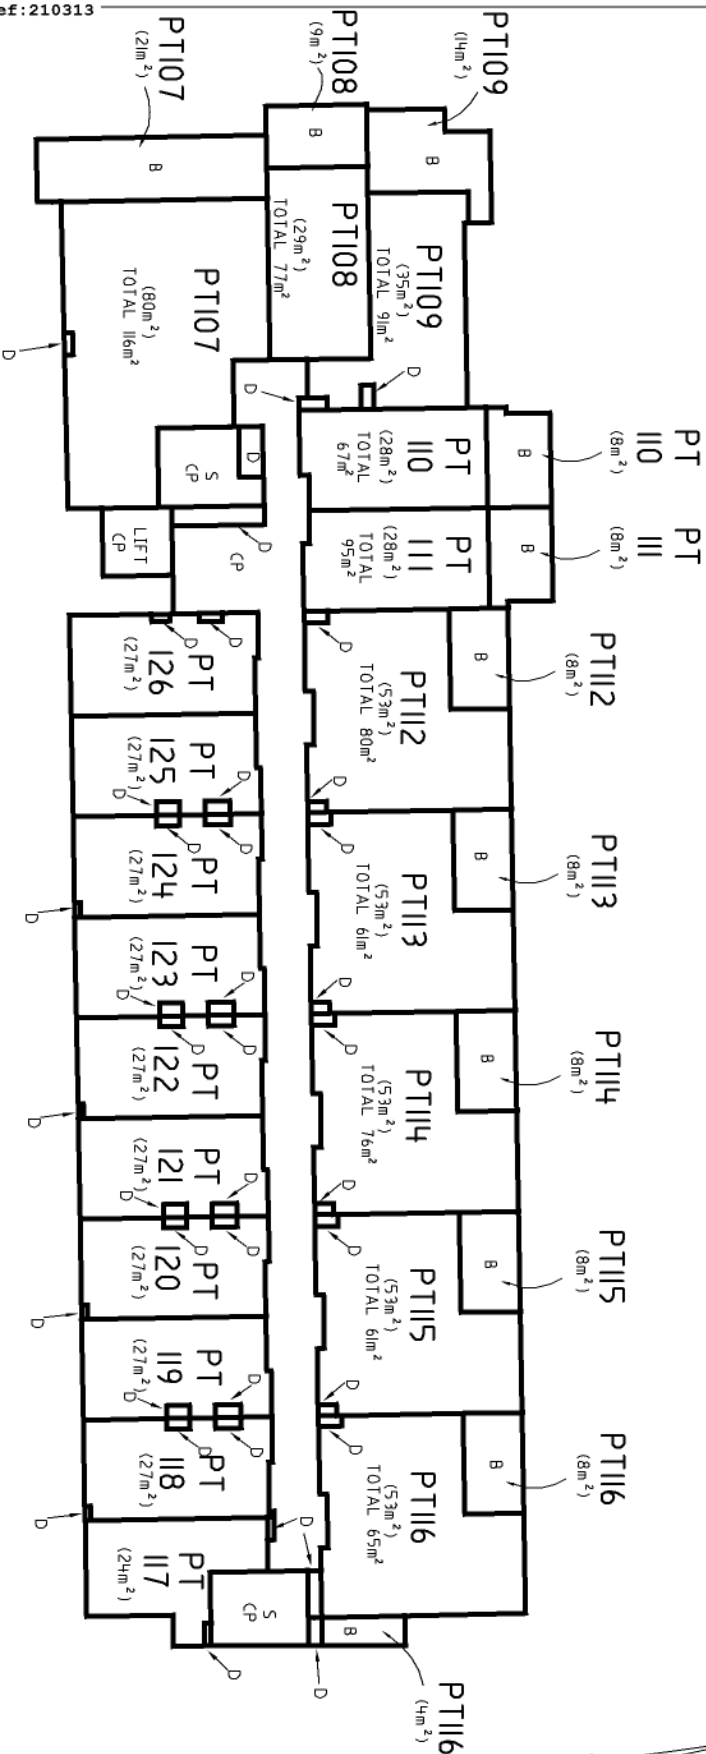 ef:210313
PT107
(21m²)
PT108
(9m²)
PT109
(14m²)
B
B
B
PT107
(80m²)
TOTAL 116m²
PT108
(29m²)
TOTAL 77m²
PT109
(35m²)
TOTAL 91m²
D
D
D
PT
110
(8m²)
B
PT
110
(28m²)
TOTAL
67m²
D
S
CP
PT
111
(8m²)
B
PT
111
(28m²)
TOTAL
95m²
D
CP
LIFT
CP
PT112
(8m²)
B
PT112
(53m²)
TOTAL 80m²
D
D
D
PT
126
(27m²)
PT
125
(27m²)
D
D
D
D
D
D
PT113
(8m²)
B
PT113
(53m²)
TOTAL 61m²
PT
124
(27m²)
D
PT
123
(27m²)
D
D
D
D
D
D
PT114
(8m²)
B
PT114
(53m²)
TOTAL 76m²
PT
122
(27m²)
D
PT
121
(27m²)
D
D
D
D
D
D
PT115
(8m²)
B
PT115
(53m²)
TOTAL 61m²
PT
120
(27m²)
D
PT
119
(27m²)
D
D
D
D
D
D
PT116
(8m²)
B
PT116
(53m²)
TOTAL 65m²
PT
118
(27m²)
D
D
D
PT
117
(24m²)
S
CP
B
D
D
PT116
(4m²)